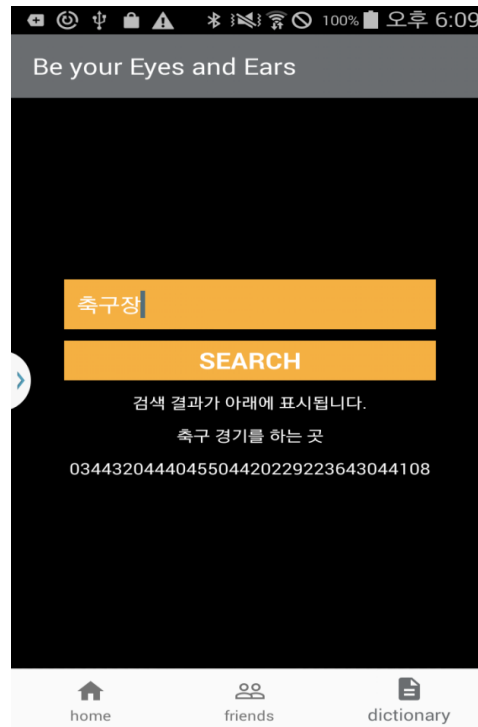 100% 오후 6:09
Be your Eyes and Ears
축구장
SEARCH
검색 결과가 아래에 표시됩니다.
축구 경기를 하는 곳
0344320444045504420229223643044108
home friends dictionary